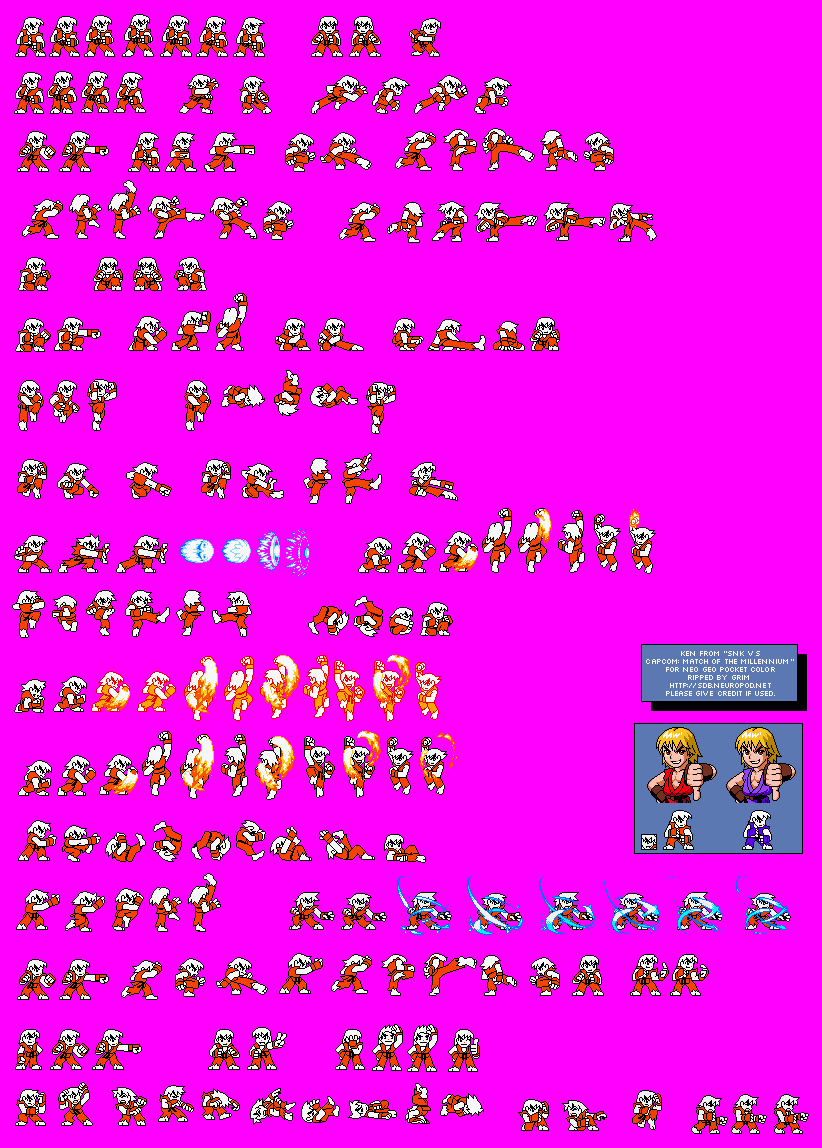 KEN FROM "SNK V S
CAPCOM: MATCH OF THE MILLENNIUM"
FOR NEO GEO POCKET COLOR
RIPPED BY GRIM
HTTP://SDB.NEUROPOD.NET
PLEASE GIVE CREDIT IF USED.